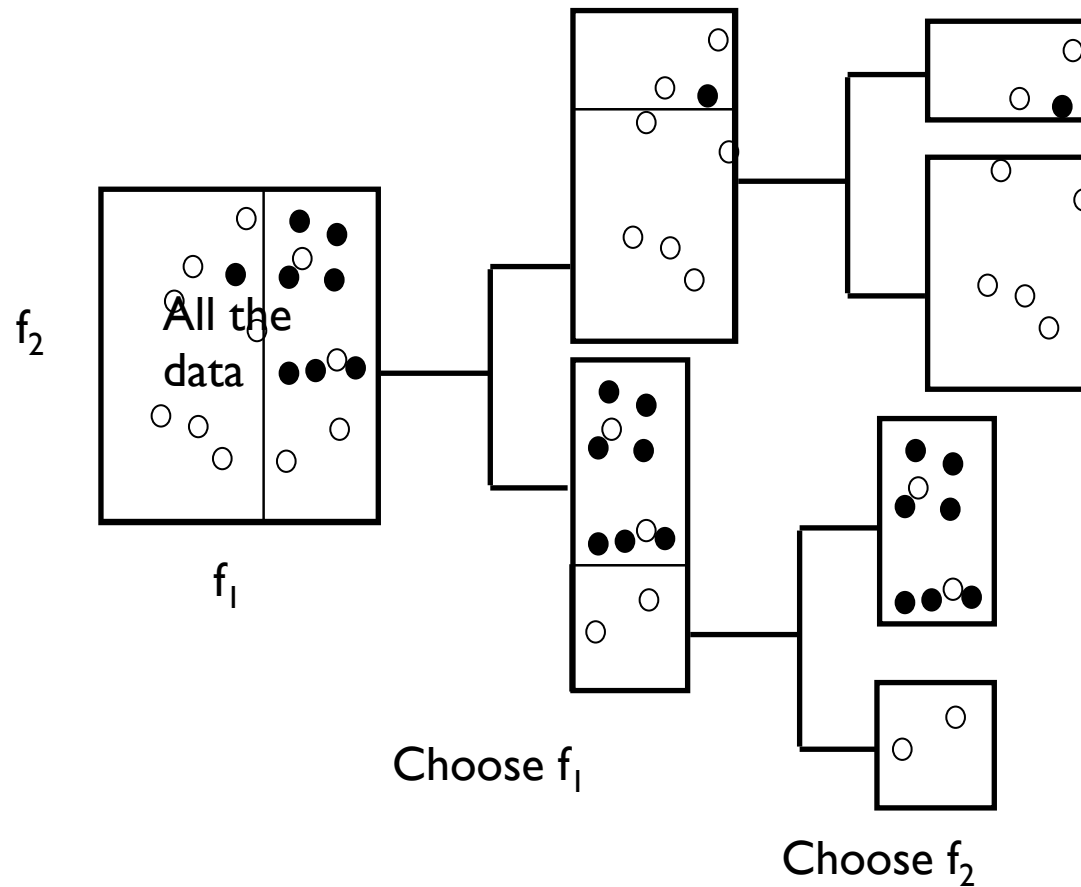 All the
data
f₂
f₁
Choose f₁
Choose f₂